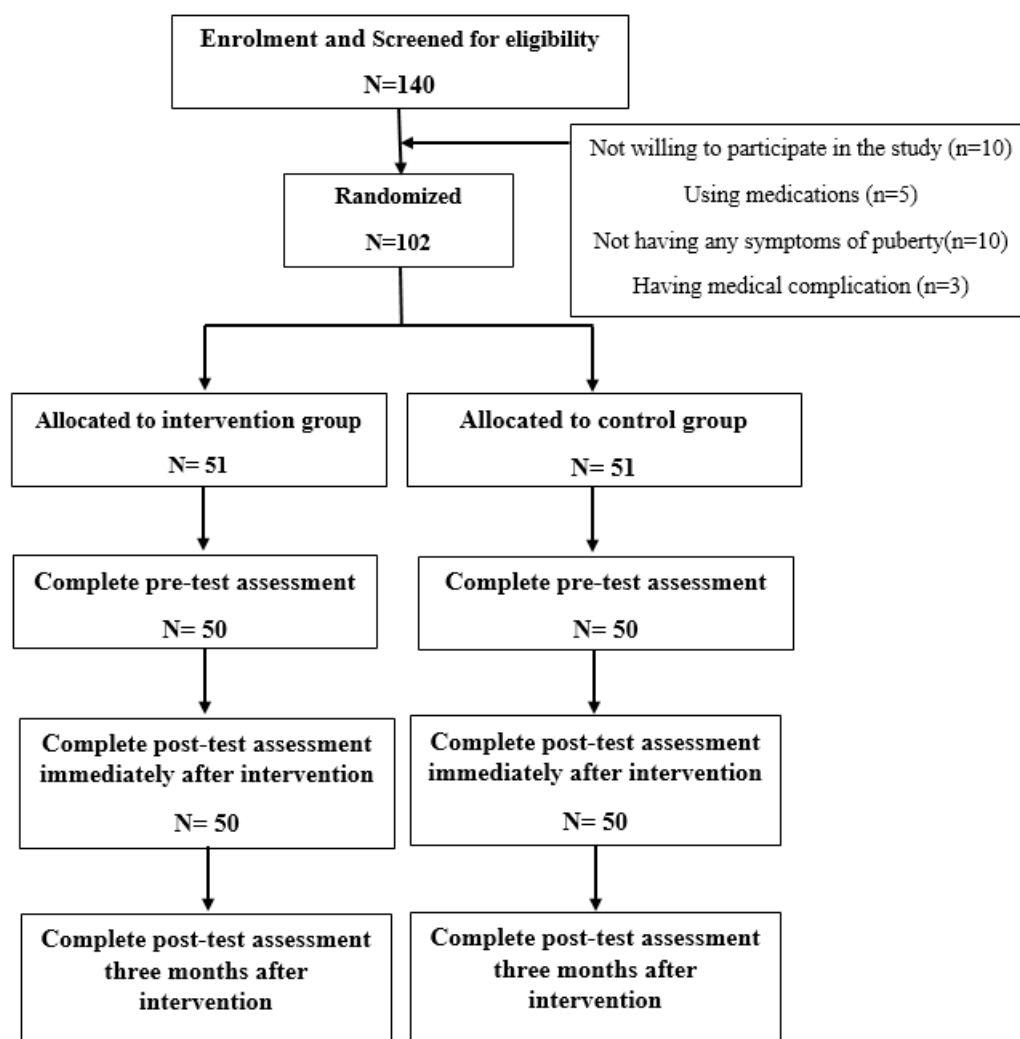 Enrolment and Screened for eligibility
N=140
Not willing to participate in the study (n=10)
Using medications (n=5)
Not having any symptoms of puberty(n=10)
Having medical complication (n=3)
Randomized
N=102
Allocated to intervention group
N= 51
Allocated to control group
N= 51
Complete pre-test assessment
N= 50
Complete pre-test assessment
N= 50
Complete post-test assessment
immediately after intervention
N= 50
Complete post-test assessment
immediately after intervention
N= 50
Complete post-test assessment
three months after
intervention
Complete post-test assessment
three months after
intervention